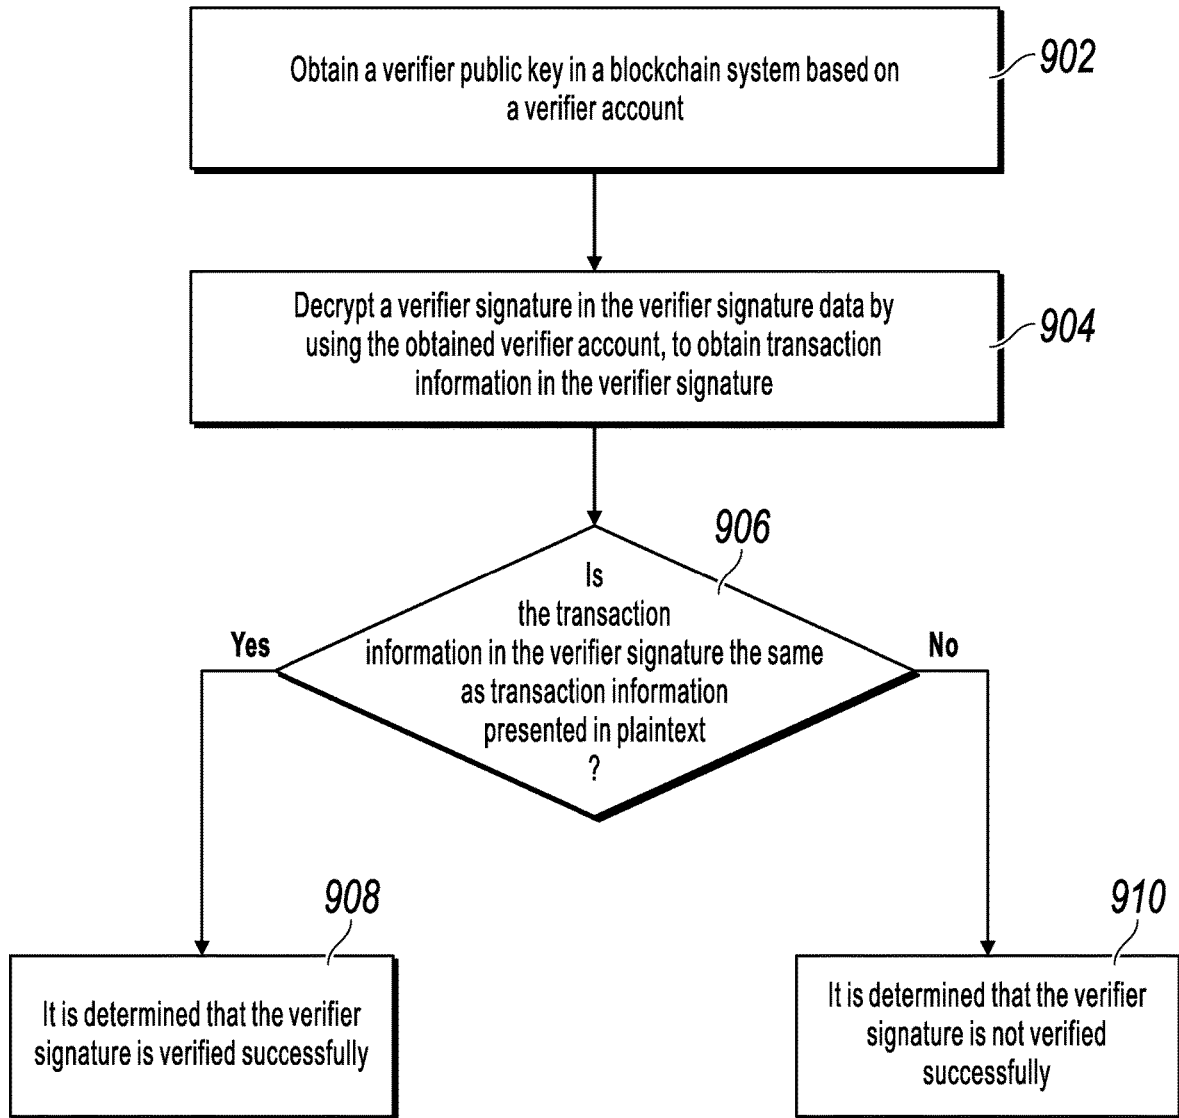 Obtain a verifier public key in a blockchain system based on
a verifier account
902
Decrypt a verifier signature in the verifier signature data by
using the obtained verifier account, to obtain transaction
information in the verifier signature
904
906
Is
the transaction
information in the verifier signature the same
as transaction information
presented in plaintext
?
Yes
No
908
It is determined that the verifier
signature is verified successfully
910
It is determined that the verifier
signature is not verified
successfully